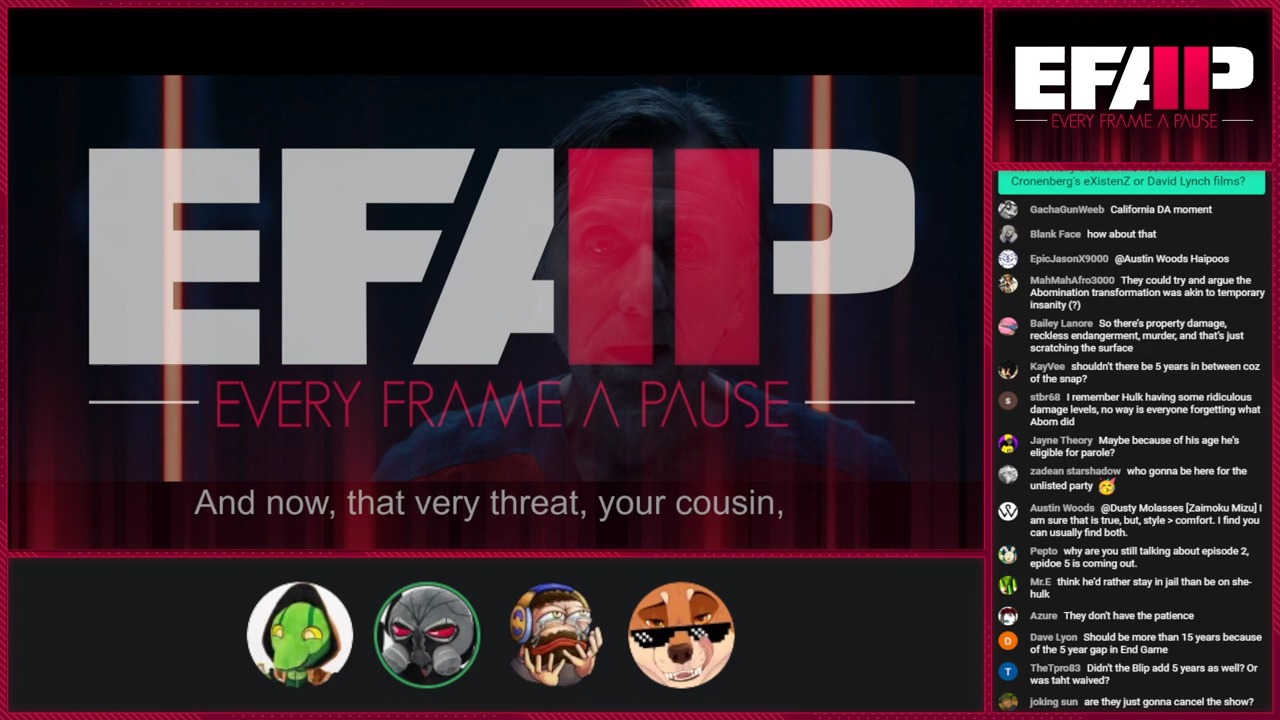 EFAP
EVERY FRAME A PAUSE
And now, that very threat, your cousin,
EFAP
EVERY FRAME A PAUSE
Cronenberg's eXistenZ or David Lynch films?
GachaGunWeeb California DA moment
Blank Face how about that
EpicJasonX9000 @Austin Woods Haipoos
MahMahAfro3000 They could try and argue the
Abomination transformation was akin to temporary
insanity (?)
Bailey Lanore So there's property damage,
reckless endangerment, murder, and that's just
scratching the surface
KayVee shouldn't there be 5 years in between coz
of the snap?
S
stbr68 I remember Hulk having some ridiculous
damage levels, no way is everyone forgetting what
Abom did
Jayne Theory Maybe because of his age he's
eligible for parole?
zadean starshadow who gonna be here for the
unlisted party 🥳
Austin Woods @Dusty Molasses [Zaimoku Mizu] I
am sure that is true, but, style > comfort. I find you
can usually find both.
Pepto why are you still talking about episode 2,
epidoe 5 is coming out.
Mr.E think he'd rather stay in jail than be on she-
hulk
Azure They don't have the patience
D
Dave Lyon Should be more than 15 years because
of the 5 year gap in End Game
T
TheTpro83 Didn't the Blip add 5 years as well? Or
was taht waived?
joking sun are they just gonna cancel the show?